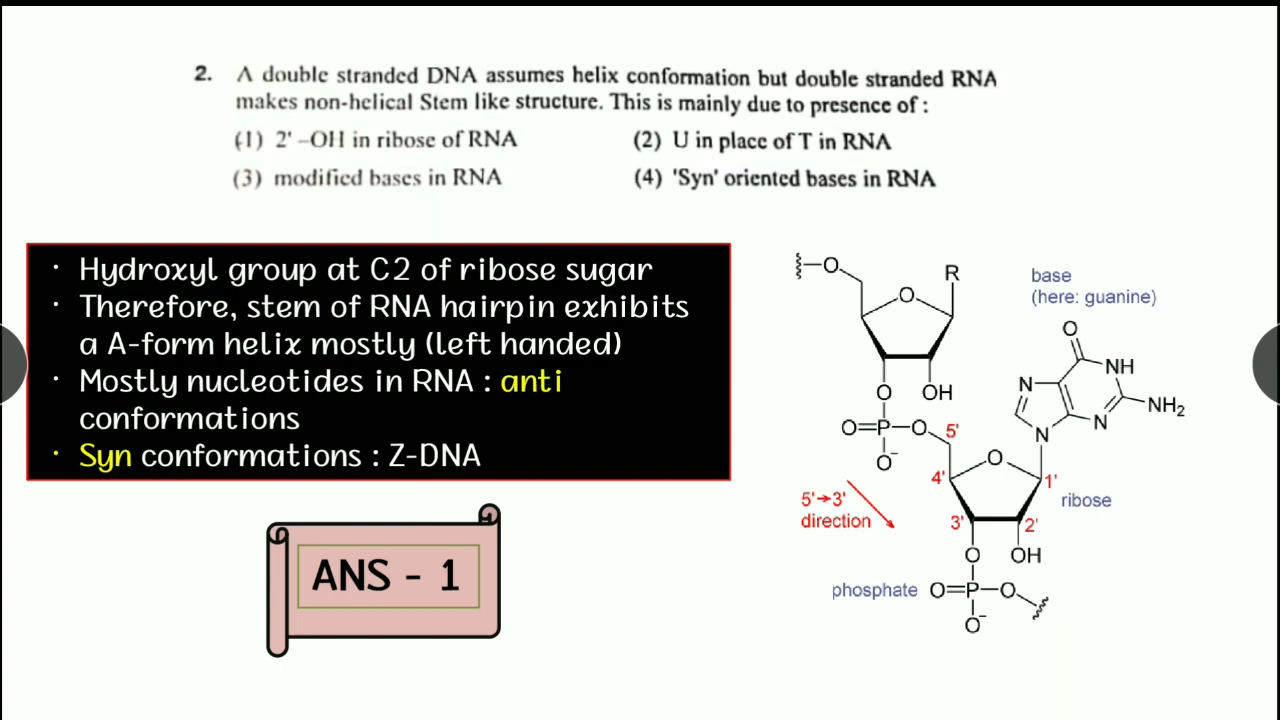 2. A double stranded DNA assumes helix conformation but double stranded RNA
makes non-helical Stem like structure. This is mainly due to presence of :
(1) 2' –OH in ribose of RNA (2) U in place of T in RNA
(3) modified bases in RNA (4) 'Syn' oriented bases in RNA
· Hydroxyl group at C2 of ribose sugar
· Therefore, stem of RNA hairpin exhibits
a A-form helix mostly (left handed)
· Mostly nucleotides in RNA : anti
conformations
· Syn conformations : Z-DNA
ANS - 1
O
R
O
base
(here: guanine)
O
NH
N
NH2
N
N
O
OH
O=P–O
O-
5'
O
4'
1'
ribose
5'→3'
direction
3'
2'
O
OH
phosphate
O=P–O
O-